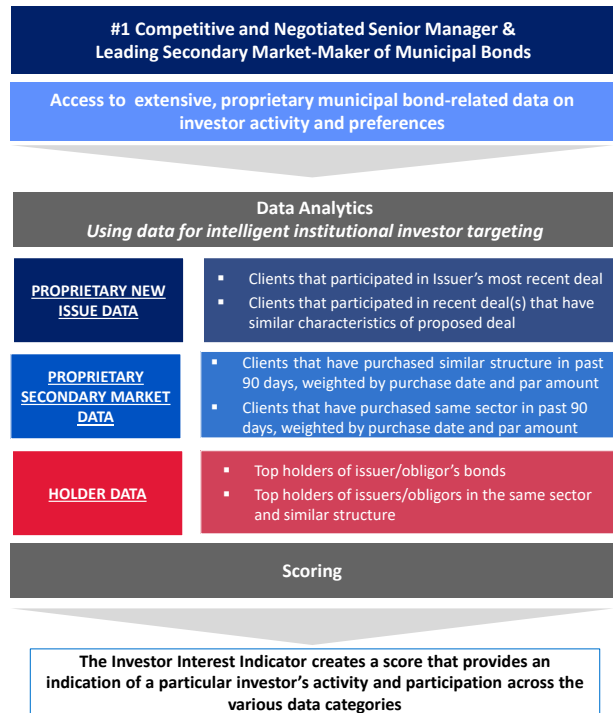 #1 Competitive and Negotiated Senior Manager &
Leading Secondary Market-Maker of Municipal Bonds
Access to extensive, proprietary municipal bond-related data on
investor activity and preferences
Data Analytics
Using data for intelligent institutional investor targeting
PROPRIETARY NEW
ISSUE DATA
▪ Clients that participated in Issuer's most recent deal
▪ Clients that participated in recent deal(s) that have
similar characteristics of proposed deal
PROPRIETARY
SECONDARY MARKET
DATA
▪ Clients that have purchased similar structure in past
90 days, weighted by purchase date and par amount
▪ Clients that have purchased same sector in past 90
days, weighted by purchase date and par amount
HOLDER DATA
▪ Top holders of issuer/obligor's bonds
▪ Top holders of issuers/obligors in the same sector
and similar structure
Scoring
The Investor Interest Indicator creates a score that provides an
indication of a particular investor's activity and participation across the
various data categories